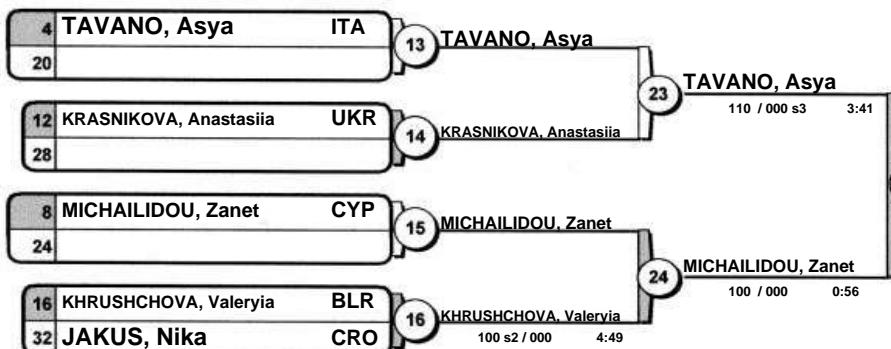 4 TAVANO, Asya ITA
20
13 TAVANO, Asya
12 KRASNIKOVA, Anastasiia UKR
28
14 KRASNIKOVA, Anastasiia
23 TAVANO, Asya
110 / 000 s3 3:41
8 MICHAILIDOU, Zanet CYP
24
15 MICHAILIDOU, Zanet
16 KHRUSHCHOVA, Valeryia BLR
32 JAKUS, Nika CRO
16 KHRUSHCHOVA, Valeryia
100 s2 / 000 4:49
24 MICHAILIDOU, Zanet
100 / 000 0:56